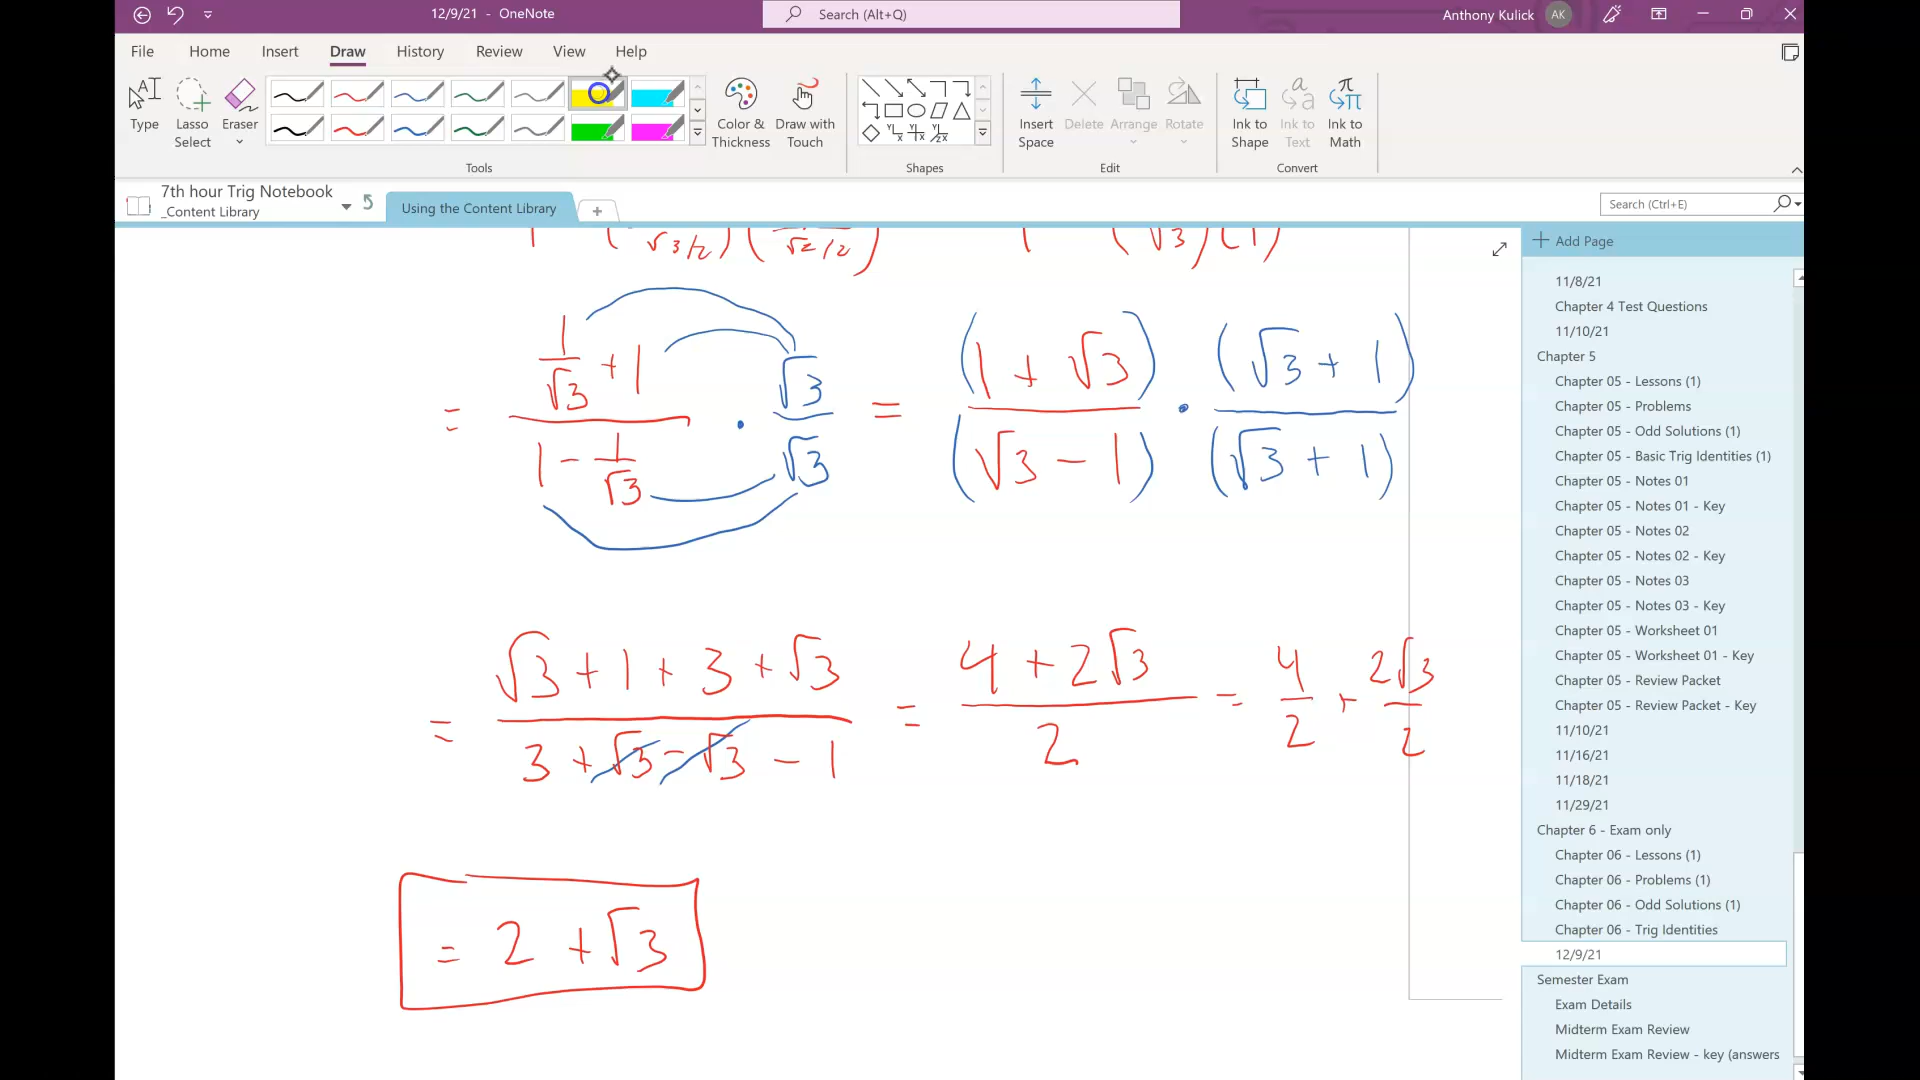 12/9/21 - OneNote
Search (Alt+Q)
Anthony Kulick AK
File Home Insert Draw History Review View Help
Type
Lasso Select
Eraser
Color & Thickness
Draw with Touch
Insert Space
Delete
Arrange
Rotate
Ink to Shape
Ink to Text
Ink to Math
Tools
Shapes
Edit
Convert
7th hour Trig Notebook
_Content Library
Using the Content Library
Search (Ctrl+E)
Add Page
11/8/21
Chapter 4 Test Questions
11/10/21
Chapter 5
Chapter 05 - Lessons (1)
Chapter 05 - Problems
Chapter 05 - Odd Solutions (1)
Chapter 05 - Basic Trig Identities (1)
Chapter 05 - Notes 01
Chapter 05 - Notes 01 - Key
Chapter 05 - Notes 02
Chapter 05 - Notes 02 - Key
Chapter 05 - Notes 03
Chapter 05 - Notes 03 - Key
Chapter 05 - Worksheet 01
Chapter 05 - Worksheet 01 - Key
Chapter 05 - Review Packet
Chapter 05 - Review Packet - Key
11/10/21
11/16/21
11/18/21
11/29/21
Chapter 6 - Exam only
Chapter 06 - Lessons (1)
Chapter 06 - Problems (1)
Chapter 06 - Odd Solutions (1)
Chapter 06 - Trig Identities
12/9/21
Semester Exam
Exam Details
Midterm Exam Review
Midterm Exam Review - key (answers
= (1/√3 + 1)/(1 - 1/√3) · √3/√3 = (1 + √3)/(√3 - 1) · (√3 + 1)/(√3 + 1)
= (√3 + 1 + 3 + √3)/(3 + √3 - √3 - 1) = (4 + 2√3)/2 = 4/2 + 2√3/2
= 2 + √3